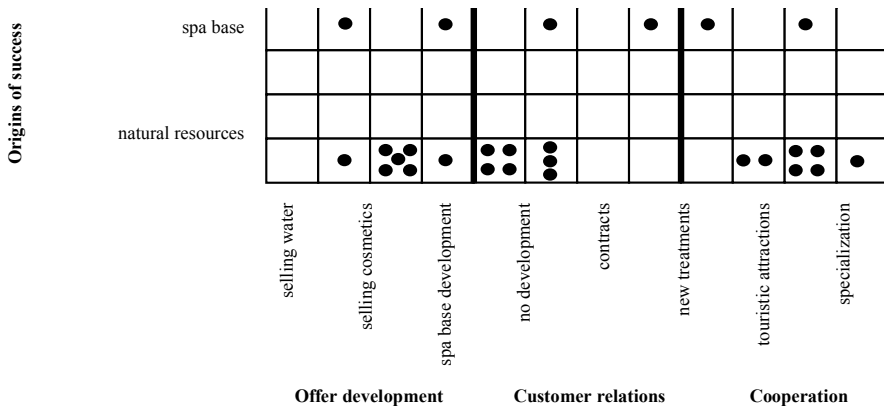 Origins of success
spa base
natural resources
selling water
selling cosmetics
spa base development
no development
contracts
new treatments
touristic attractions
specialization
Offer development
Customer relations
Cooperation